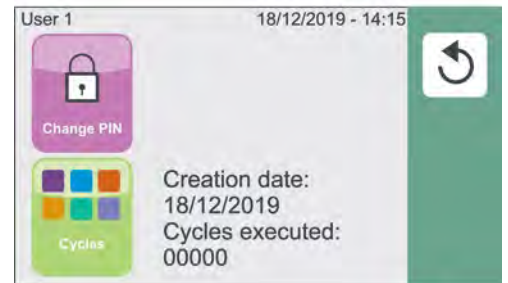 User 1
18/12/2019 - 14:15
Change PIN
Cycles
Creation date:
18/12/2019
Cycles executed:
00000